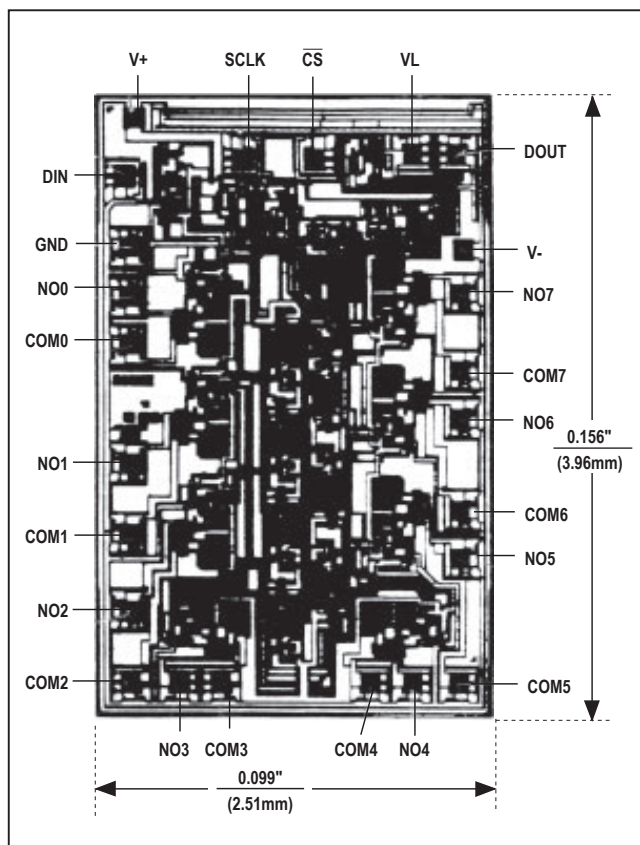 V+ SCLK C̅S̅ VL
DOUT
DIN
GND
V-
NO0
NO7
COM0
COM7
NO6
0.156"
(3.96mm)
NO1
COM6
COM1
NO5
NO2
COM2
COM5
NO3 COM3 COM4 NO4
0.099"
(2.51mm)